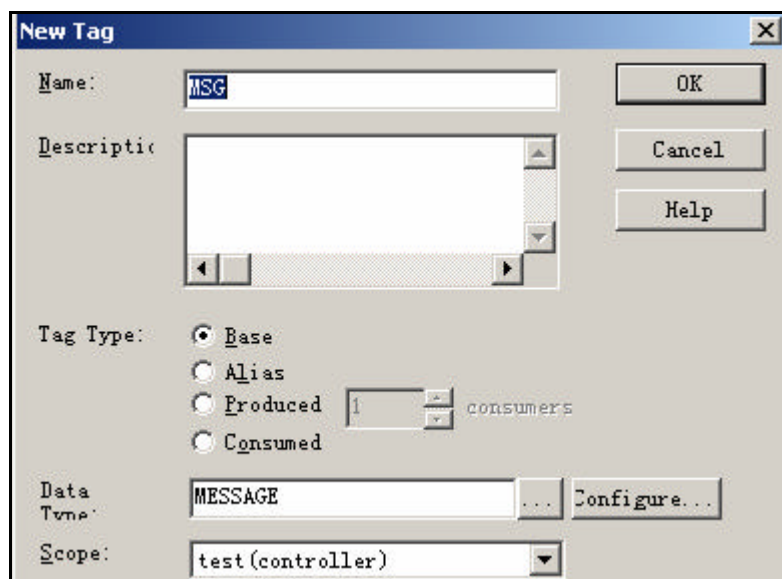 New Tag
Name:
MSG
OK
Descriptic
Cancel
Help
Tag Type:
Base
Alias
Produced
1
consumers
Consumed
Data
Type:
MESSAGE
...
Configure...
Scope:
test(controller)